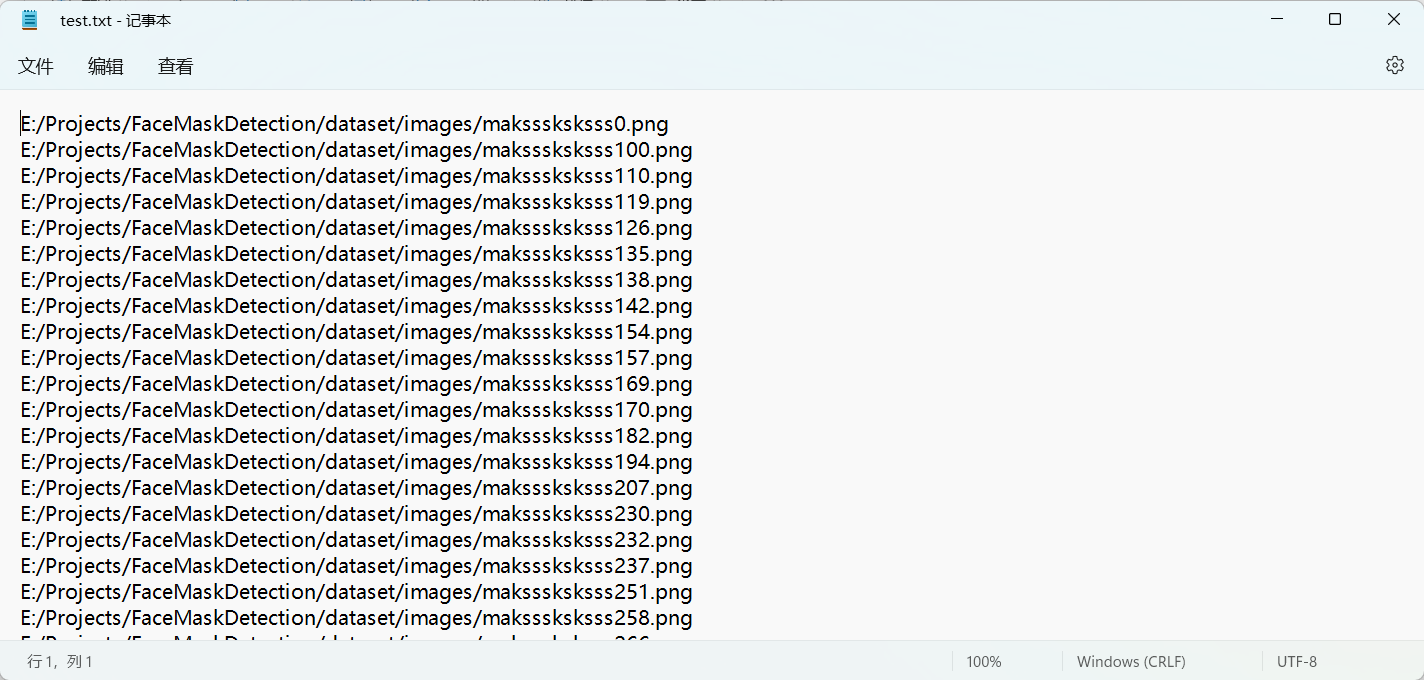 test.txt - 记事本
文件 编辑 查看
E:/Projects/FaceMaskDetection/dataset/images/maksssksksss0.png
E:/Projects/FaceMaskDetection/dataset/images/maksssksksss100.png
E:/Projects/FaceMaskDetection/dataset/images/maksssksksss110.png
E:/Projects/FaceMaskDetection/dataset/images/maksssksksss119.png
E:/Projects/FaceMaskDetection/dataset/images/maksssksksss126.png
E:/Projects/FaceMaskDetection/dataset/images/maksssksksss135.png
E:/Projects/FaceMaskDetection/dataset/images/maksssksksss138.png
E:/Projects/FaceMaskDetection/dataset/images/maksssksksss142.png
E:/Projects/FaceMaskDetection/dataset/images/maksssksksss154.png
E:/Projects/FaceMaskDetection/dataset/images/maksssksksss157.png
E:/Projects/FaceMaskDetection/dataset/images/maksssksksss169.png
E:/Projects/FaceMaskDetection/dataset/images/maksssksksss170.png
E:/Projects/FaceMaskDetection/dataset/images/maksssksksss182.png
E:/Projects/FaceMaskDetection/dataset/images/maksssksksss194.png
E:/Projects/FaceMaskDetection/dataset/images/maksssksksss207.png
E:/Projects/FaceMaskDetection/dataset/images/maksssksksss230.png
E:/Projects/FaceMaskDetection/dataset/images/maksssksksss232.png
E:/Projects/FaceMaskDetection/dataset/images/maksssksksss237.png
E:/Projects/FaceMaskDetection/dataset/images/maksssksksss251.png
E:/Projects/FaceMaskDetection/dataset/images/maksssksksss258.png
行 1，列 1 100% Windows (CRLF) UTF-8